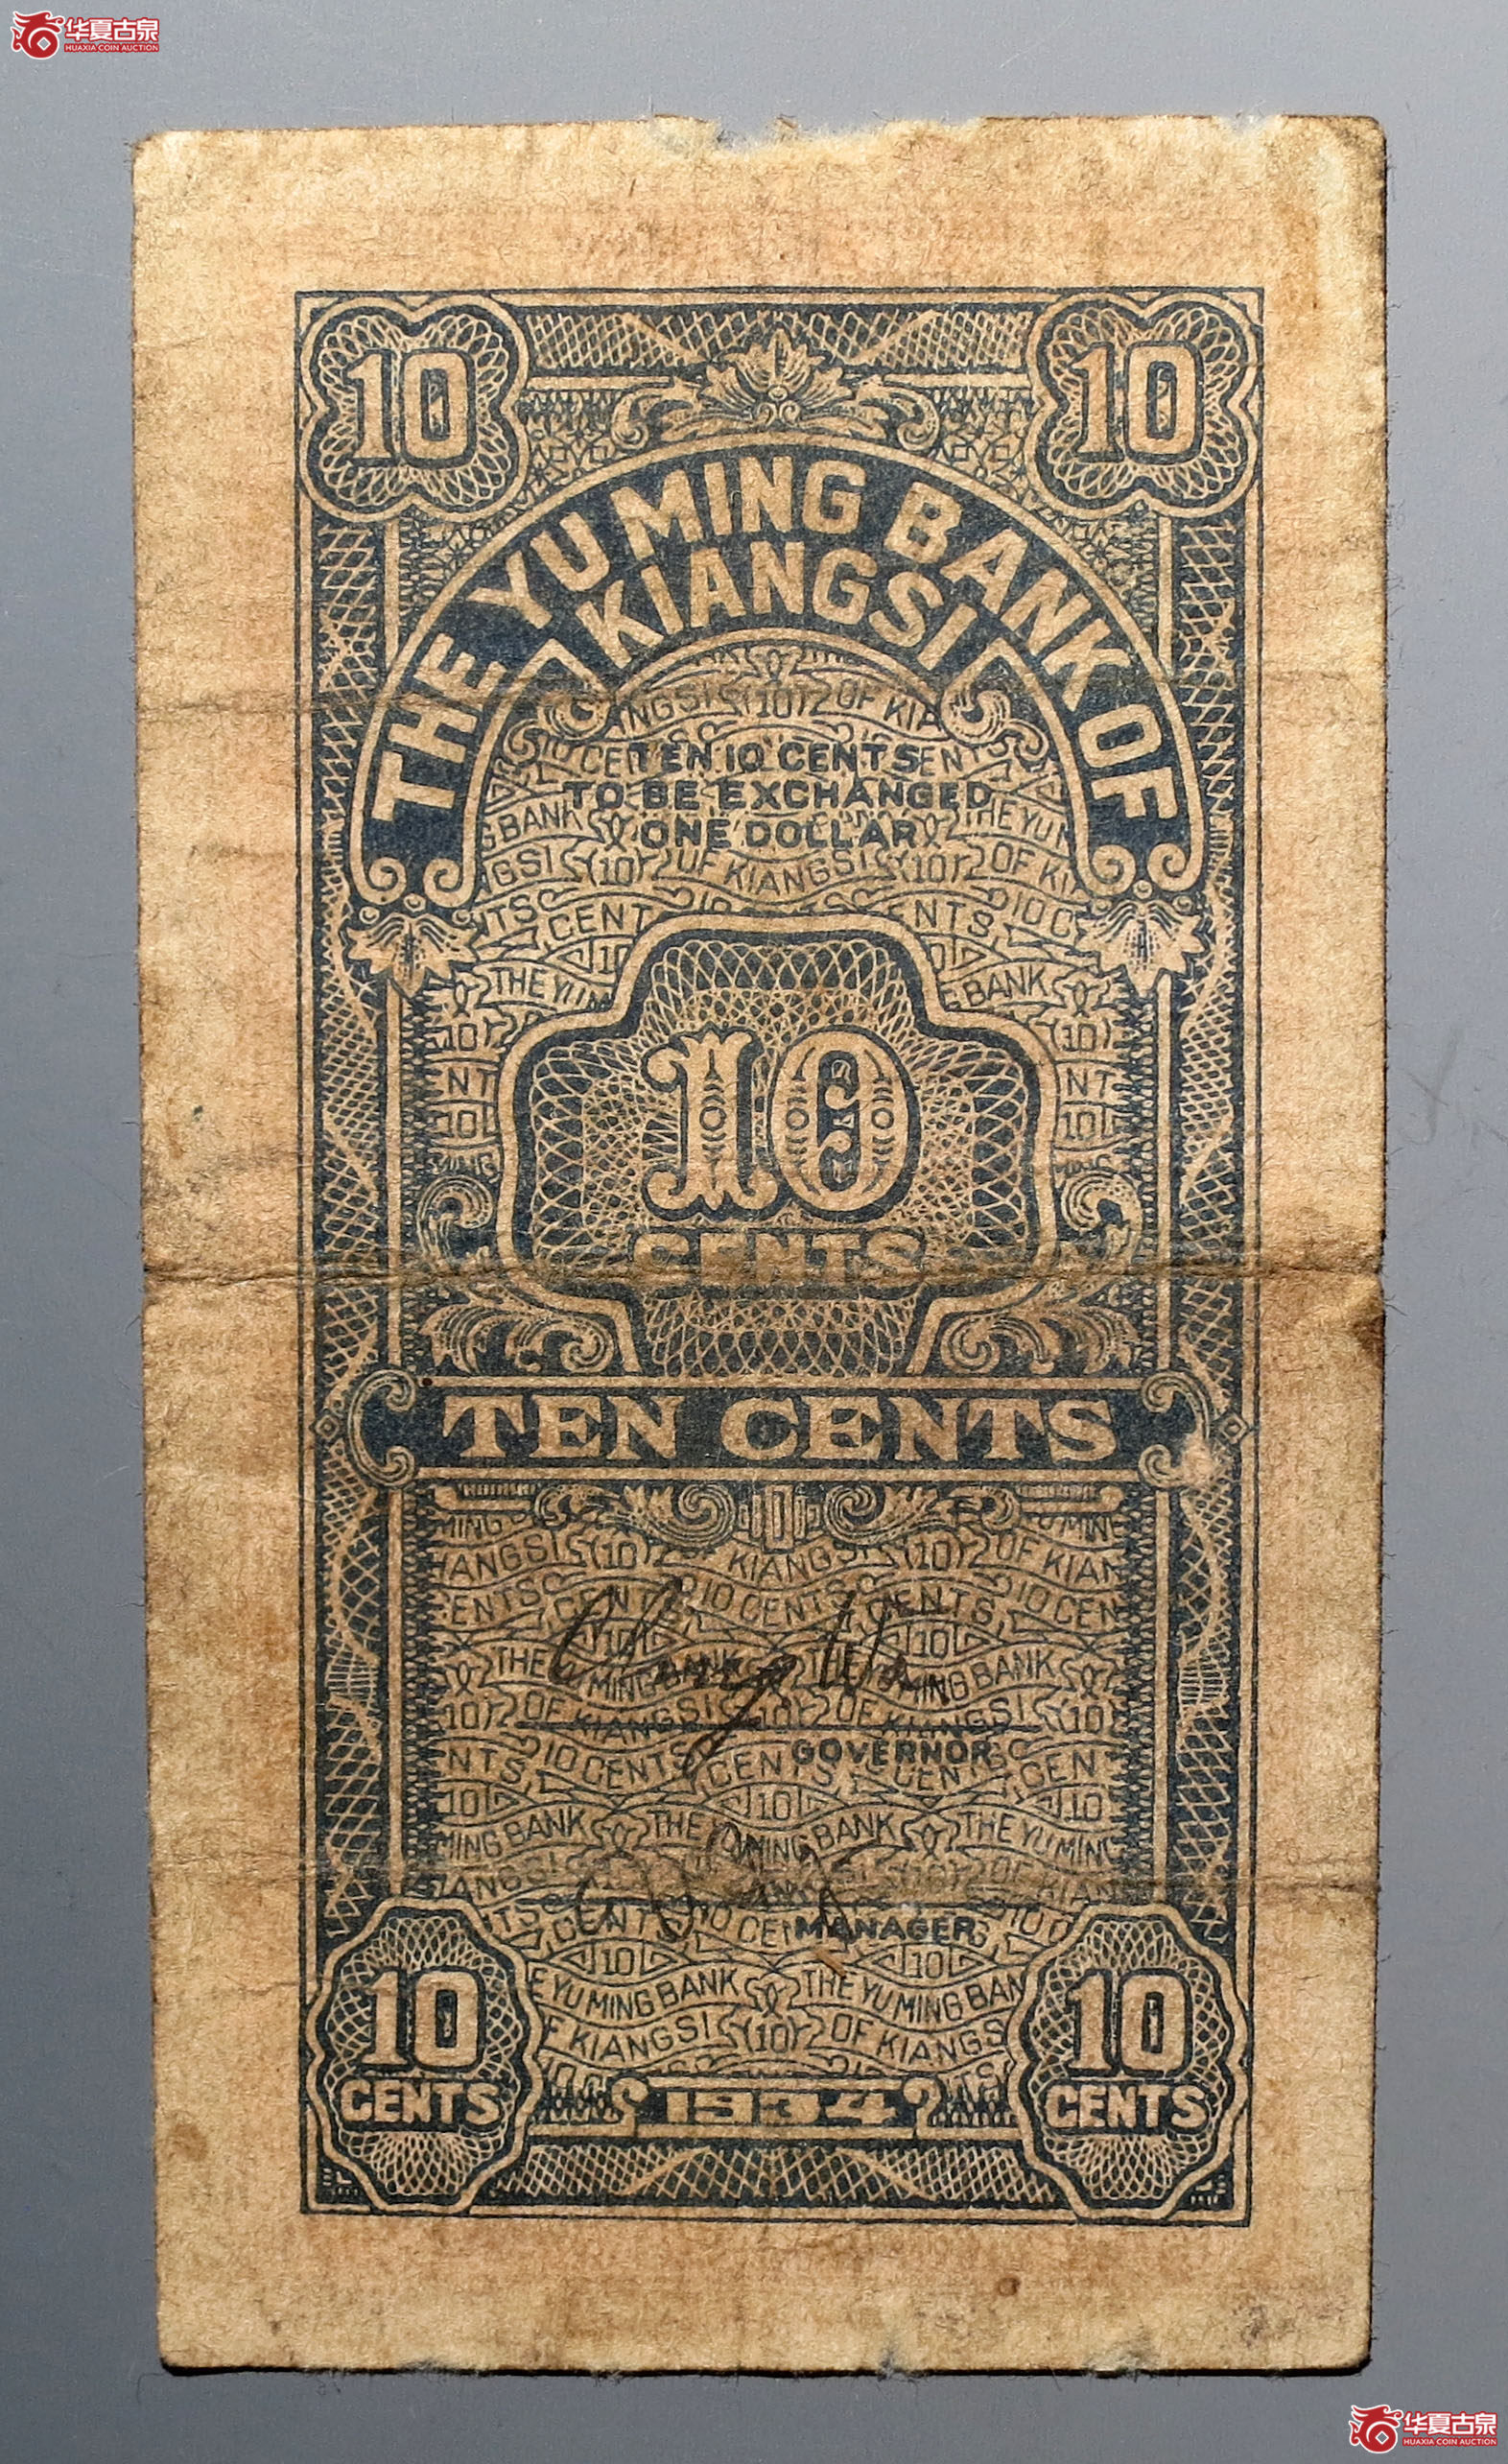 华夏古泉
HUAXIA COIN AUCTION
10 10
THE YU MING BANK OF
KIANGSI
TEN 10 CENTS
TO BE EXCHANGED
ONE DOLLAR
10
CENTS
TEN CENTS
GOVERNOR
MANAGER
10 10
CENTS CENTS
1934
华夏古泉
HUAXIA COIN AUCTION